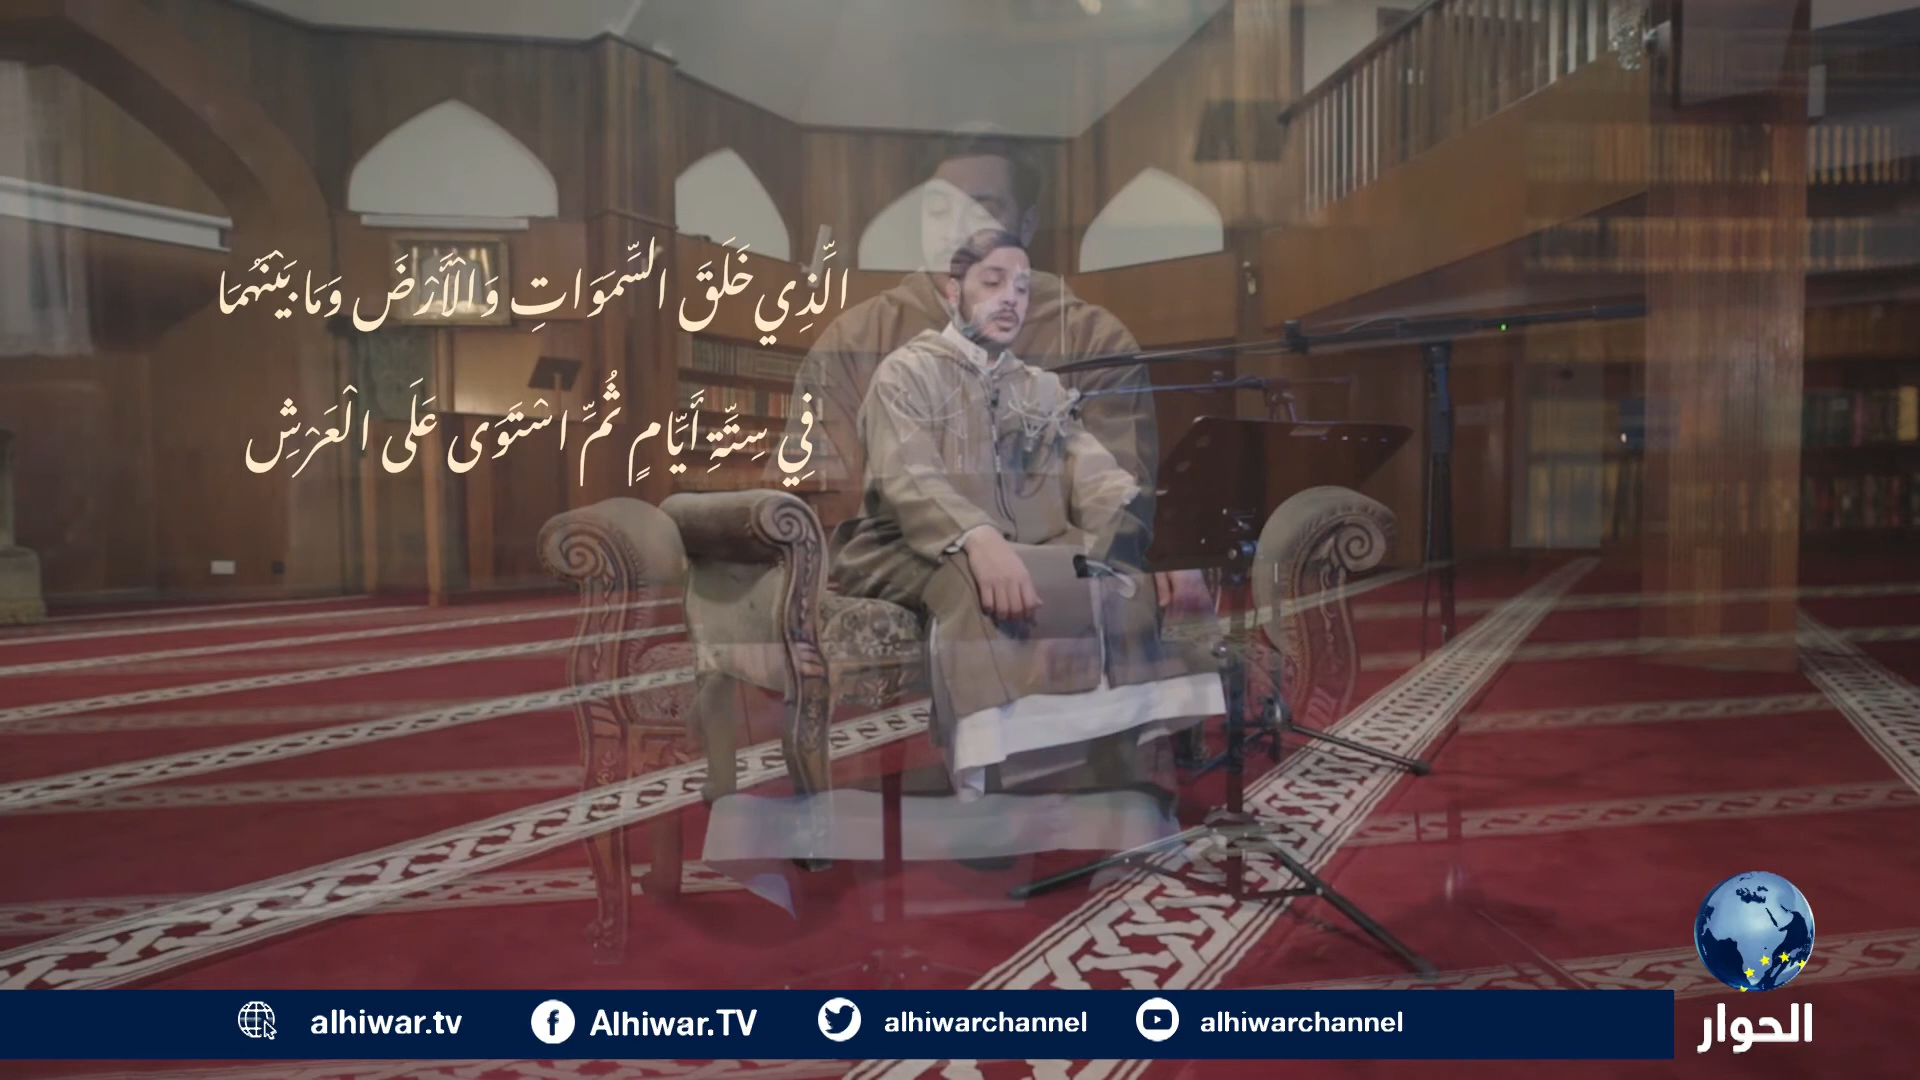 الَّذِي خَلَقَ السَّمَوَاتِ وَالْأَرْضَ وَمَا بَيْنَهُمَا
فِي سِتَّةِ أَيَّامٍ ثُمَّ اسْتَوَى عَلَى الْعَرْشِ
alhiwar.tv
Alhiwar.TV
alhiwarchannel
alhiwarchannel
الحوار